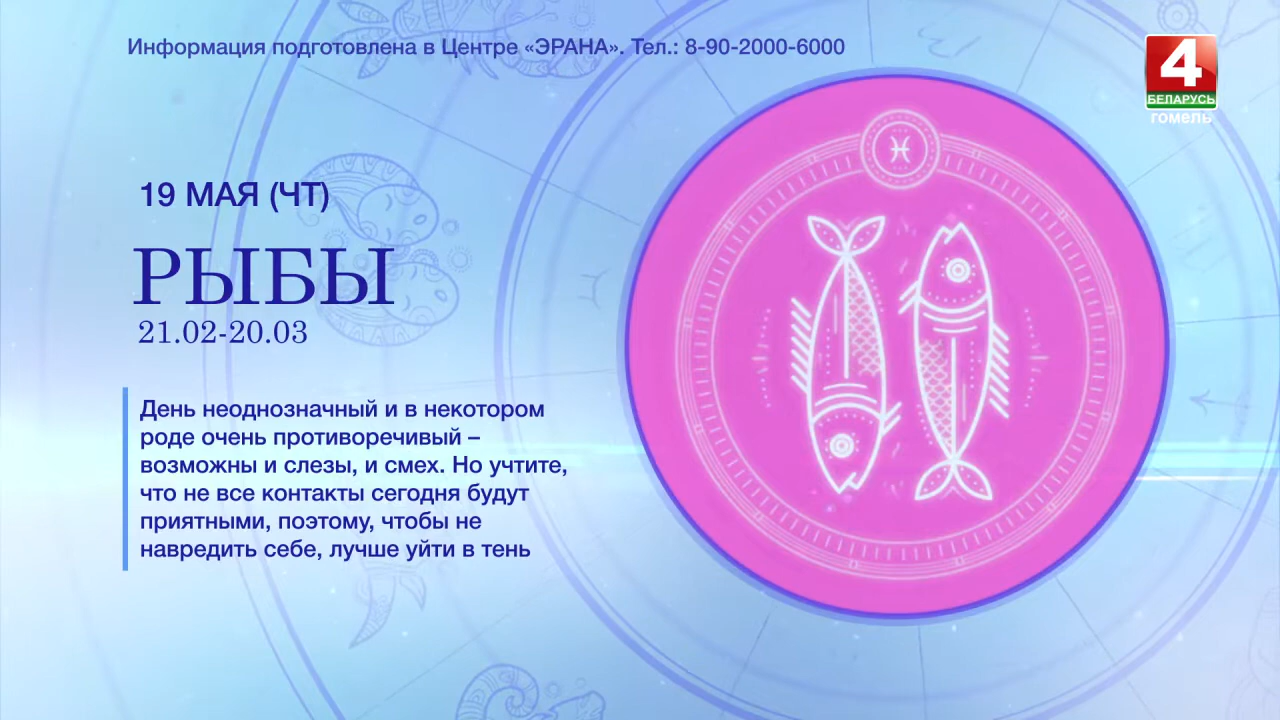 Информация подготовлена в Центре «ЭРАНА». Тел.: 8-90-2000-6000
4
БЕЛАРУСЬ
гомель
19 МАЯ (ЧТ)
РЫБЫ
21.02-20.03
День неоднозначный и в некотором
роде очень противоречивый –
возможны и слезы, и смех. Но учтите,
что не все контакты сегодня будут
приятными, поэтому, чтобы не
навредить себе, лучше уйти в тень